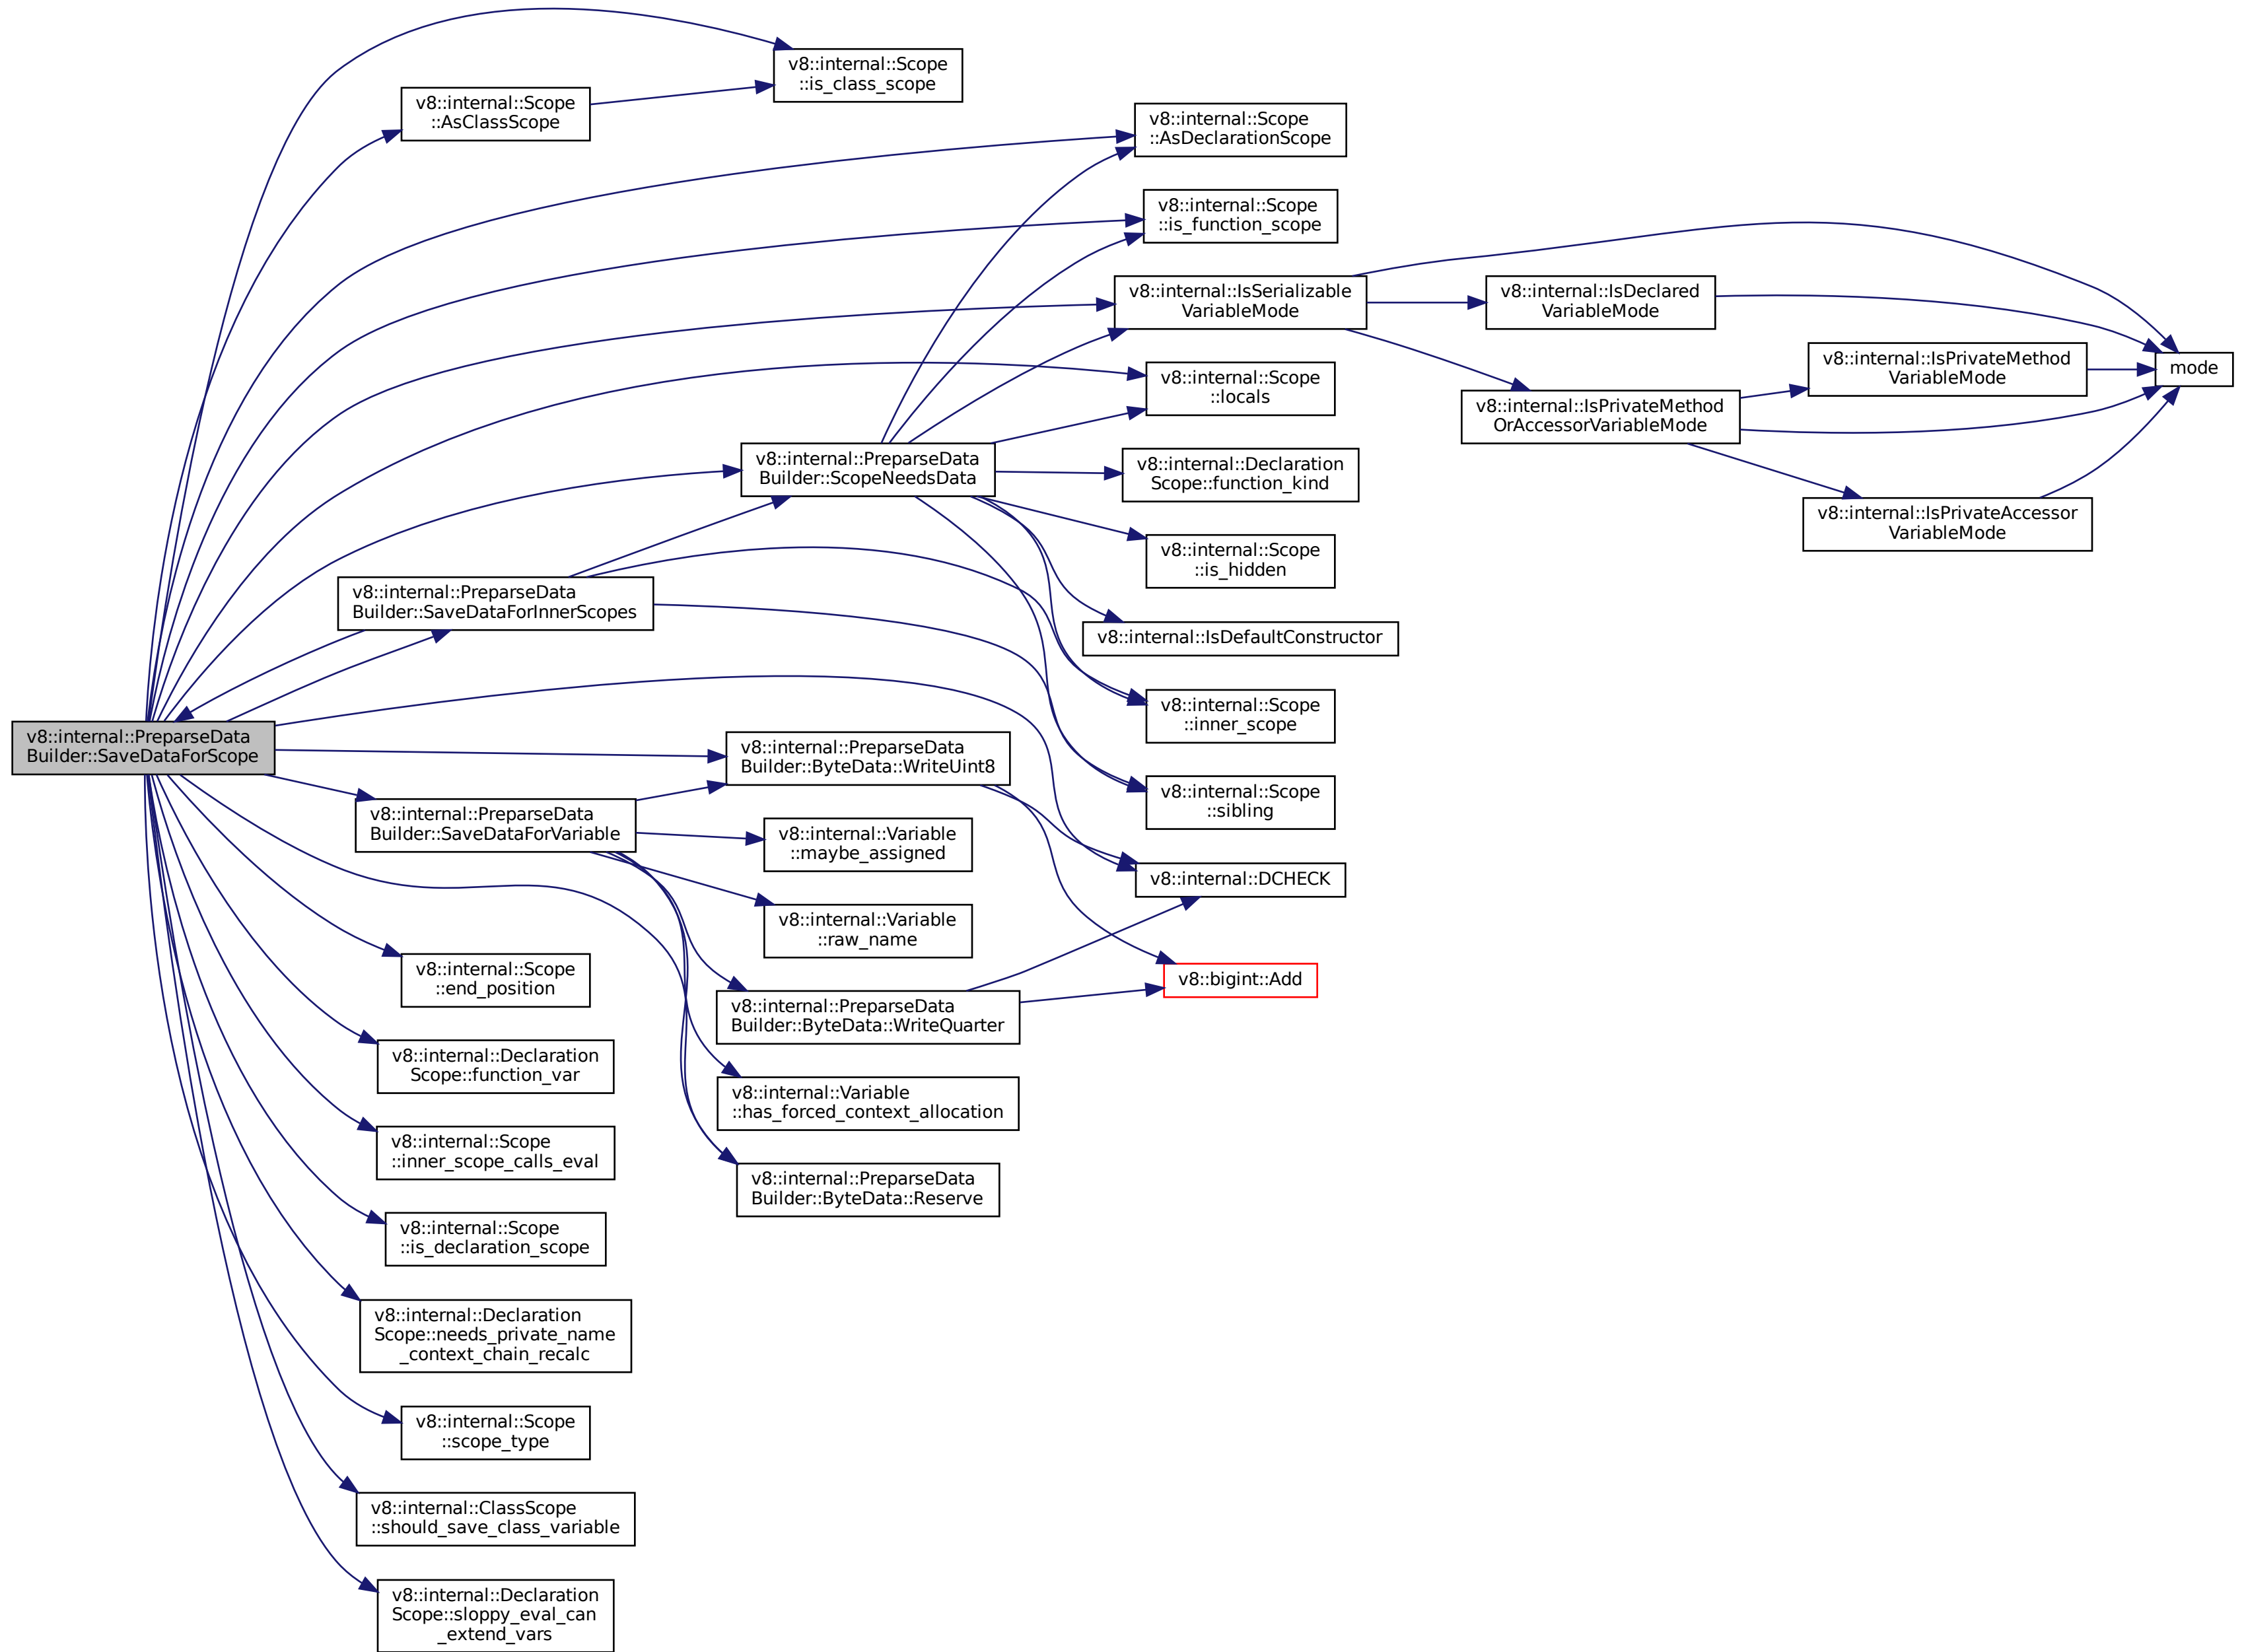 v8::internal::Scope
::is_class_scope
v8::internal::Scope
::AsClassScope
v8::internal::Scope
::AsDeclarationScope
v8::internal::Scope
::is_function_scope
v8::internal::IsSerializable
VariableMode
v8::internal::IsDeclared
VariableMode
v8::internal::IsPrivateMethod
VariableMode
mode
v8::internal::Scope
::locals
v8::internal::IsPrivateMethod
OrAccessorVariableMode
v8::internal::PreparseData
Builder::ScopeNeedsData
v8::internal::Declaration
Scope::function_kind
v8::internal::IsPrivateAccessor
VariableMode
v8::internal::Scope
::is_hidden
v8::internal::PreparseData
Builder::SaveDataForInnerScopes
v8::internal::IsDefaultConstructor
v8::internal::Scope
::inner_scope
v8::internal::PreparseData
Builder::SaveDataForScope
v8::internal::PreparseData
Builder::ByteData::WriteUint8
v8::internal::Scope
::sibling
v8::internal::PreparseData
Builder::SaveDataForVariable
v8::internal::Variable
::maybe_assigned
v8::internal::DCHECK
v8::internal::Variable
::raw_name
v8::internal::Scope
::end_position
v8::bigint::Add
v8::internal::PreparseData
Builder::ByteData::WriteQuarter
v8::internal::Declaration
Scope::function_var
v8::internal::Variable
::has_forced_context_allocation
v8::internal::Scope
::inner_scope_calls_eval
v8::internal::PreparseData
Builder::ByteData::Reserve
v8::internal::Scope
::is_declaration_scope
v8::internal::Declaration
Scope::needs_private_name
_context_chain_recalc
v8::internal::Scope
::scope_type
v8::internal::ClassScope
::should_save_class_variable
v8::internal::Declaration
Scope::sloppy_eval_can
_extend_vars